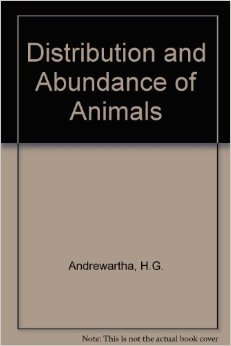 Distribution and
Abundance of
Animals
Andrewartha, H.G.
Note: This is not the actual book cover